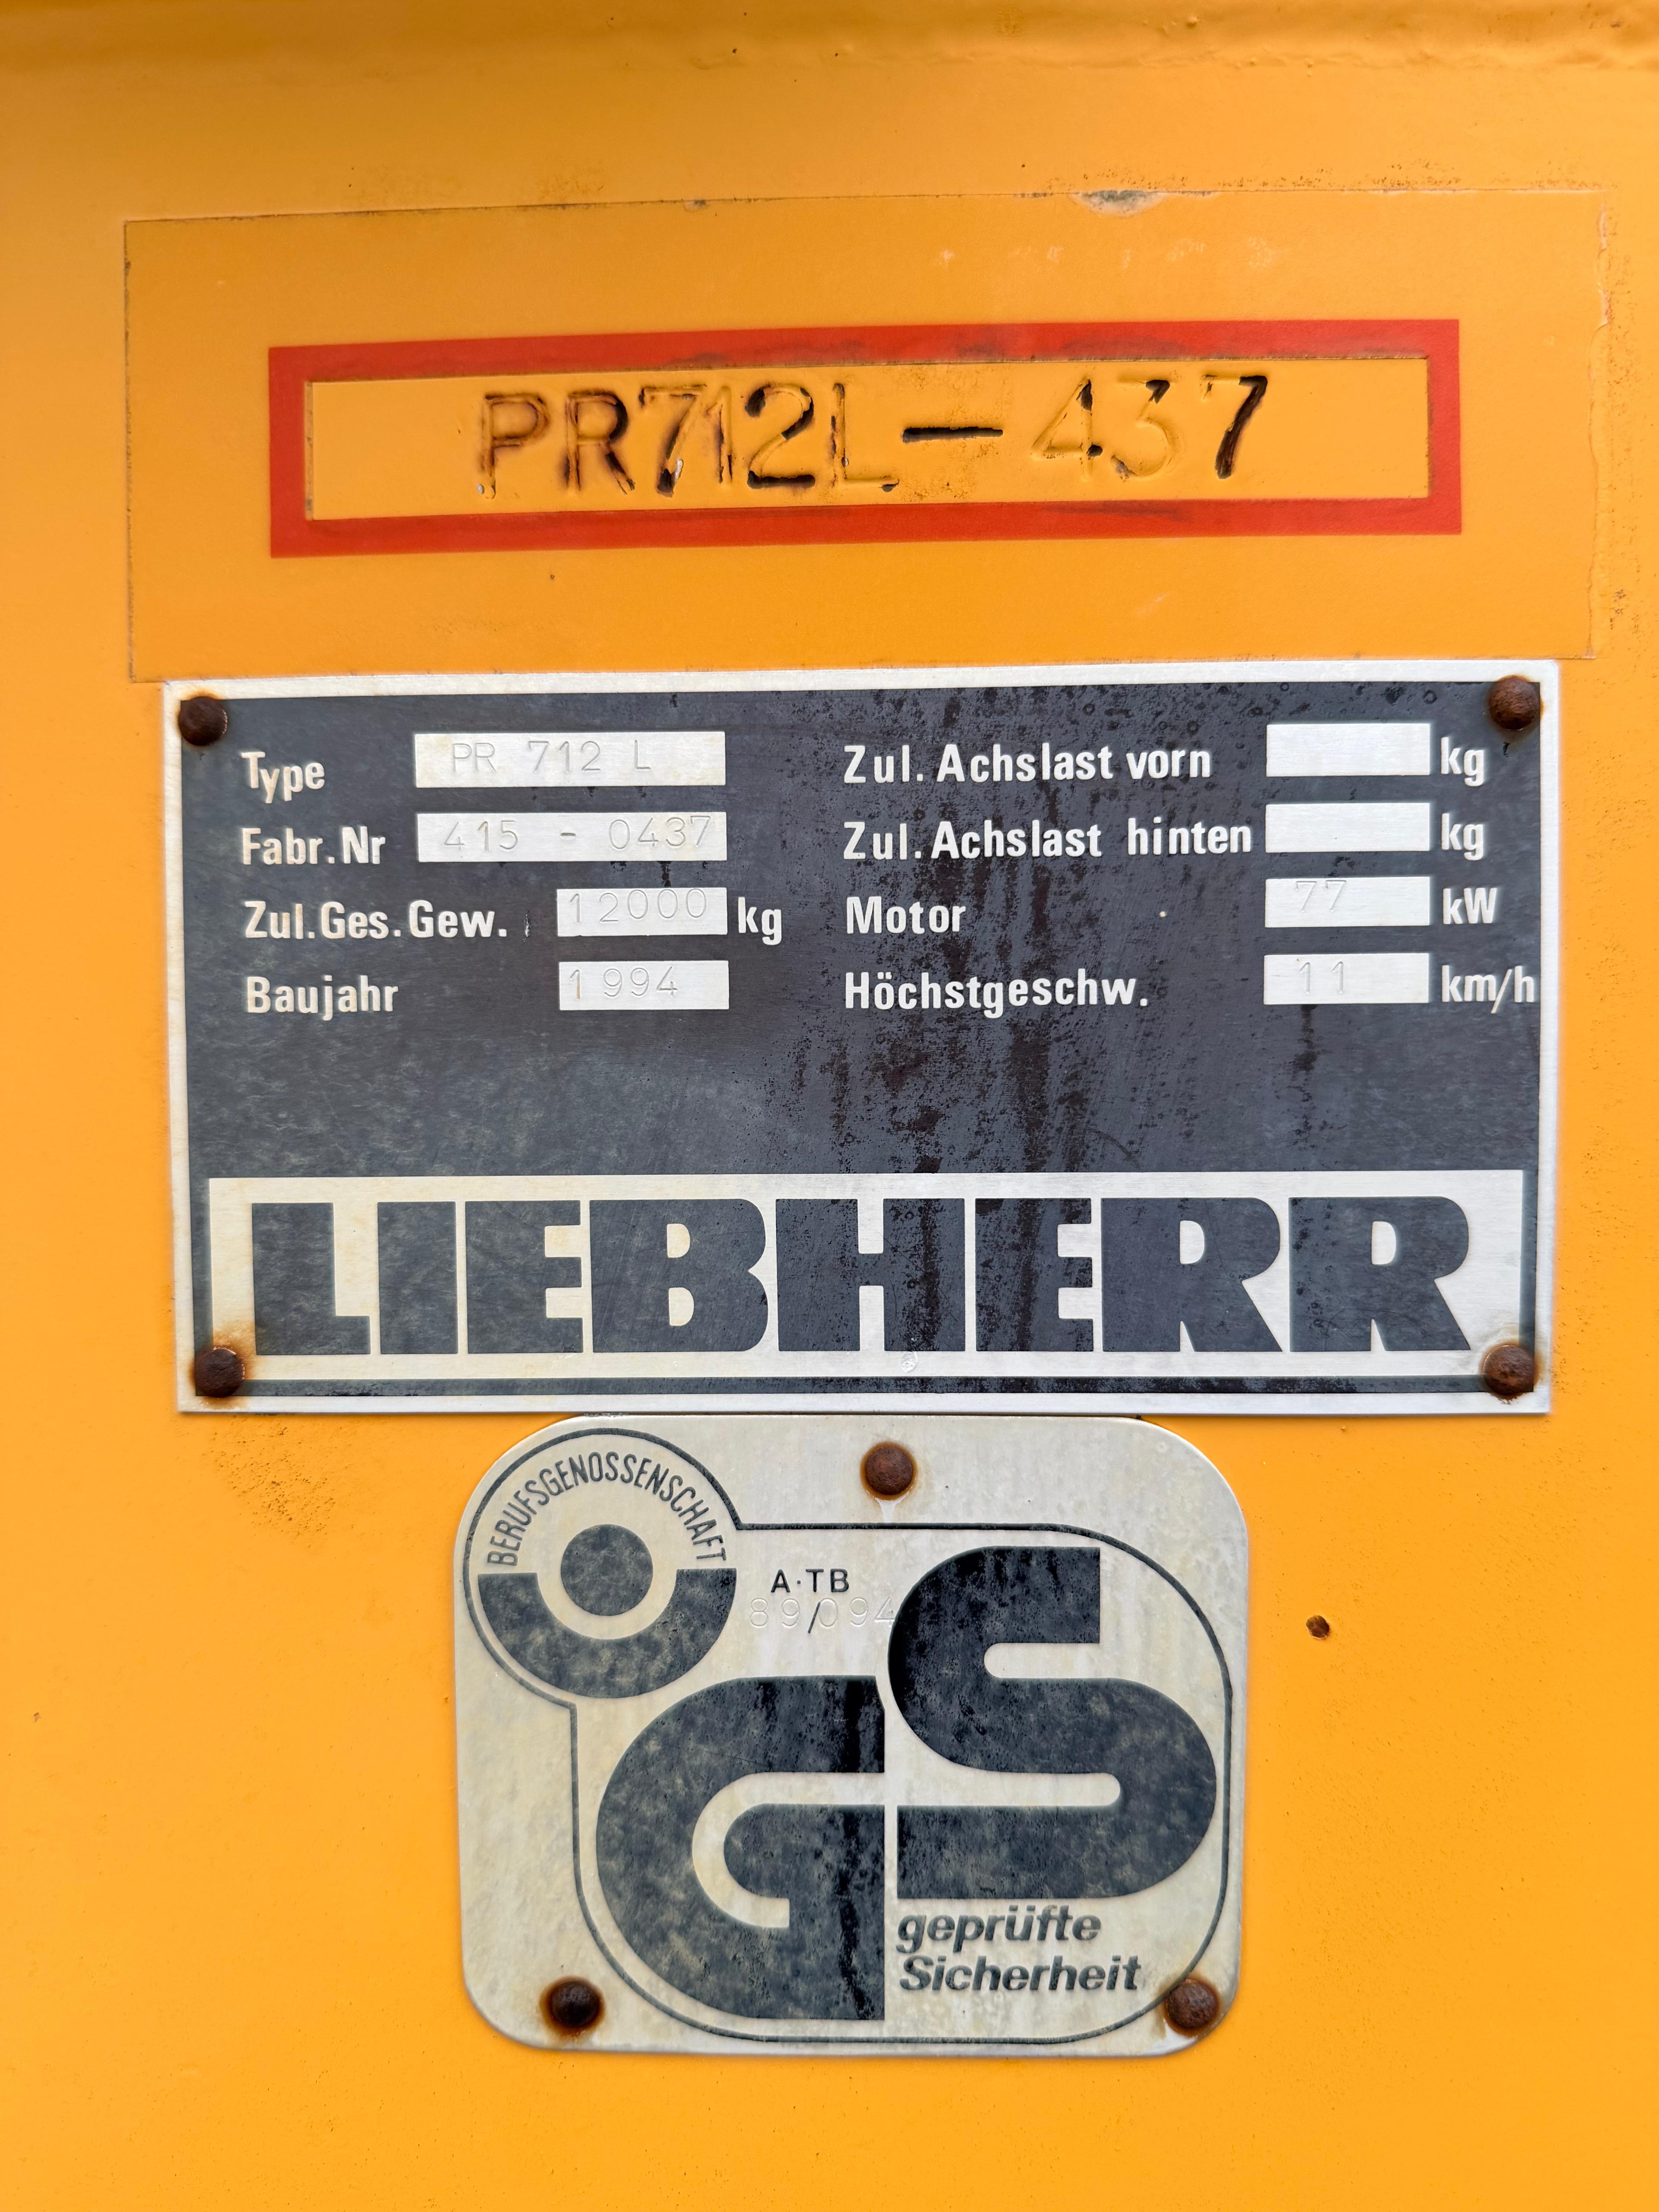 PR712L-437
Type PR 712 L
Fabr.Nr 415 - 0437
Zul.Ges.Gew. 12000 kg
Baujahr 1994
Zul. Achslast vorn kg
Zul. Achslast hinten kg
Motor 77 kW
Höchstgeschw. 11 km/h
LIEBHERR
BERUFSGENOSSENSCHAFT
A·TB
89/094
GS
geprüfte
Sicherheit